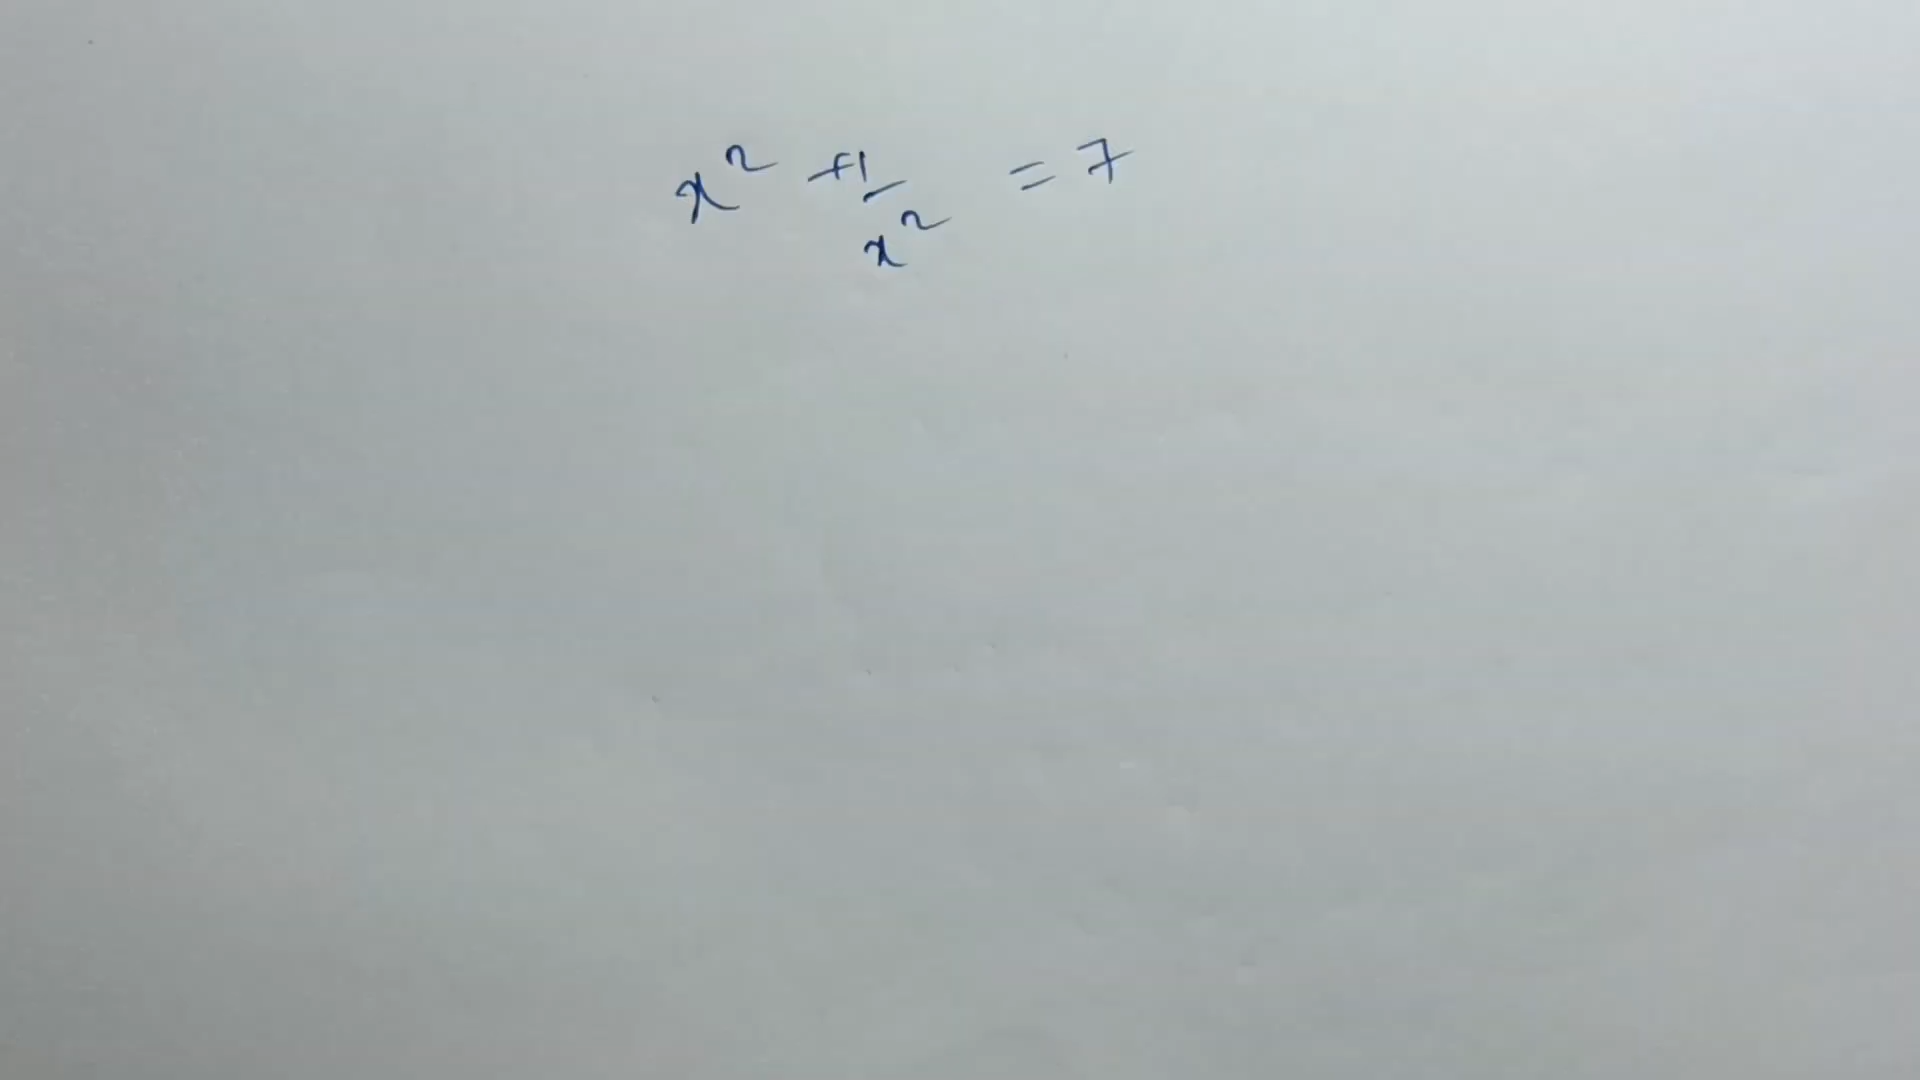 x² + 1/x² = 7